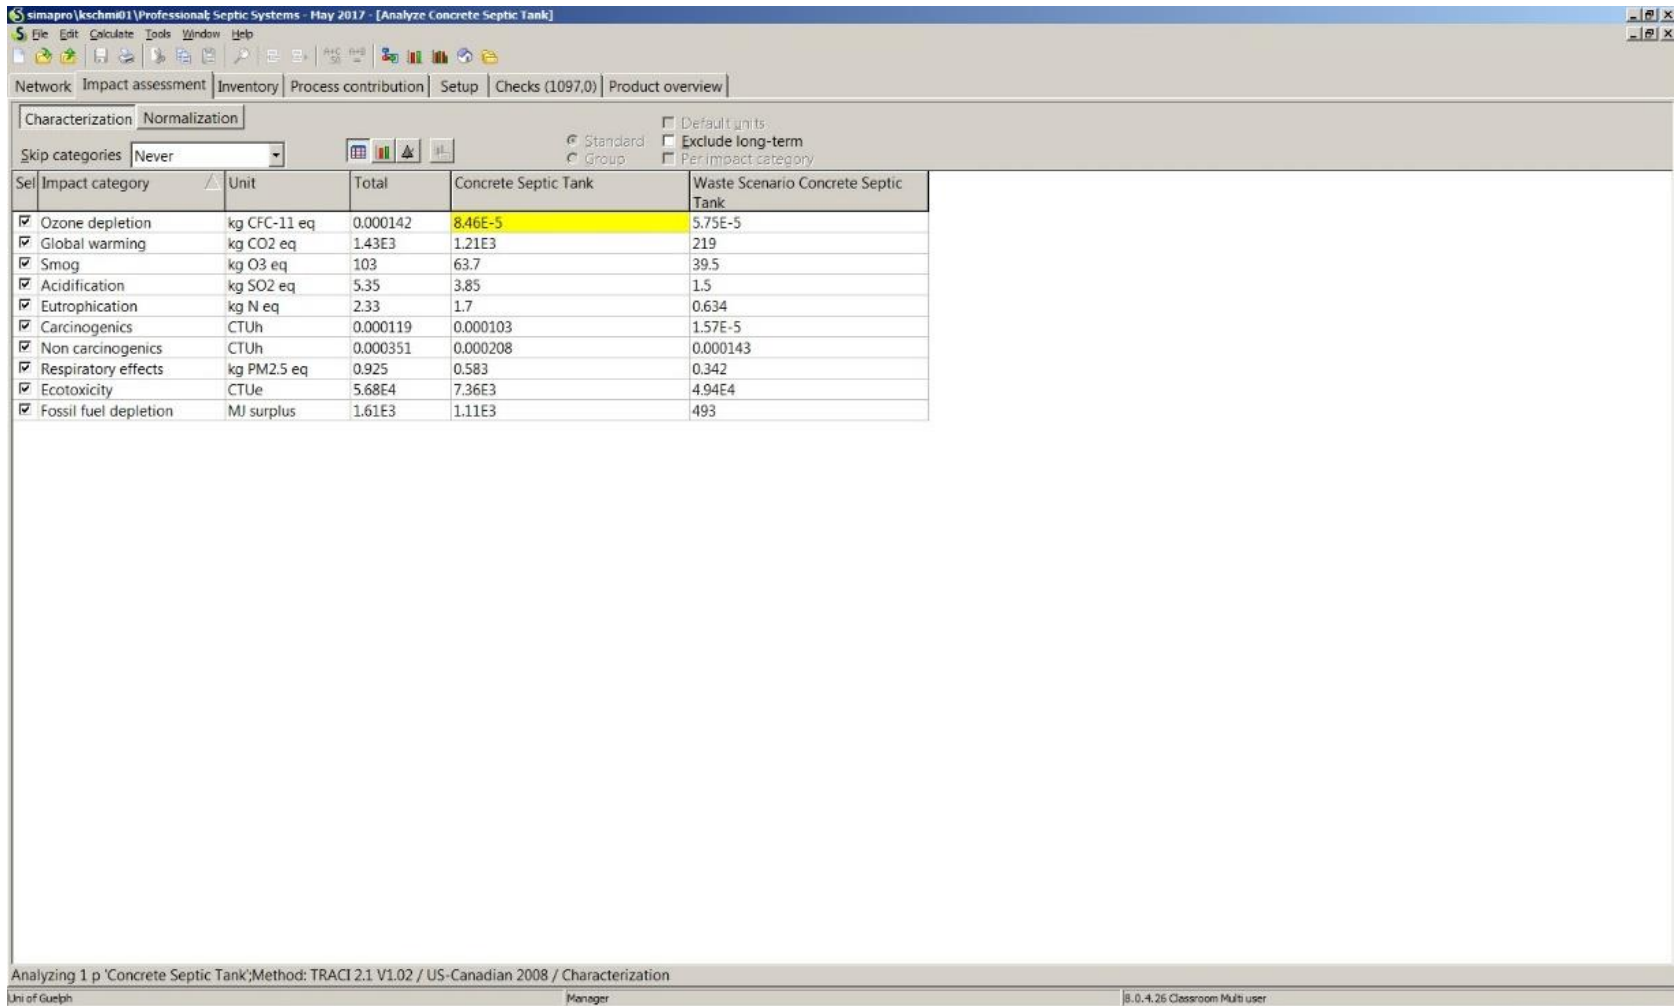 simapro\kschmi01\Professional; Septic Systems - May 2017 - [Analyze Concrete Septic Tank]
File Edit Calculate Tools Window Help
Network Impact assessment Inventory Process contribution Setup Checks (1097,0) Product overview
Characterization Normalization
Default units
Skip categories Never Standard Exclude long-term
Group Per impact category
Sel Impact category Unit Total Concrete Septic Tank Waste Scenario Concrete Septic
Tank
Ozone depletion kg CFC-11 eq 0.000142 8.46E-5 5.75E-5
Global warming kg CO2 eq 1.43E3 1.21E3 219
Smog kg O3 eq 103 63.7 39.5
Acidification kg SO2 eq 5.35 3.85 1.5
Eutrophication kg N eq 2.33 1.7 0.634
Carcinogenics CTUh 0.000119 0.000103 1.57E-5
Non carcinogenics CTUh 0.000351 0.000208 0.000143
Respiratory effects kg PM2.5 eq 0.925 0.583 0.342
Ecotoxicity CTUe 5.68E4 7.36E3 4.94E4
Fossil fuel depletion MJ surplus 1.61E3 1.11E3 493
Analyzing 1 p 'Concrete Septic Tank';Method: TRACI 2.1 V1.02 / US-Canadian 2008 / Characterization
Uni of Guelph Manager 8.0.4.26 Classroom Multi user